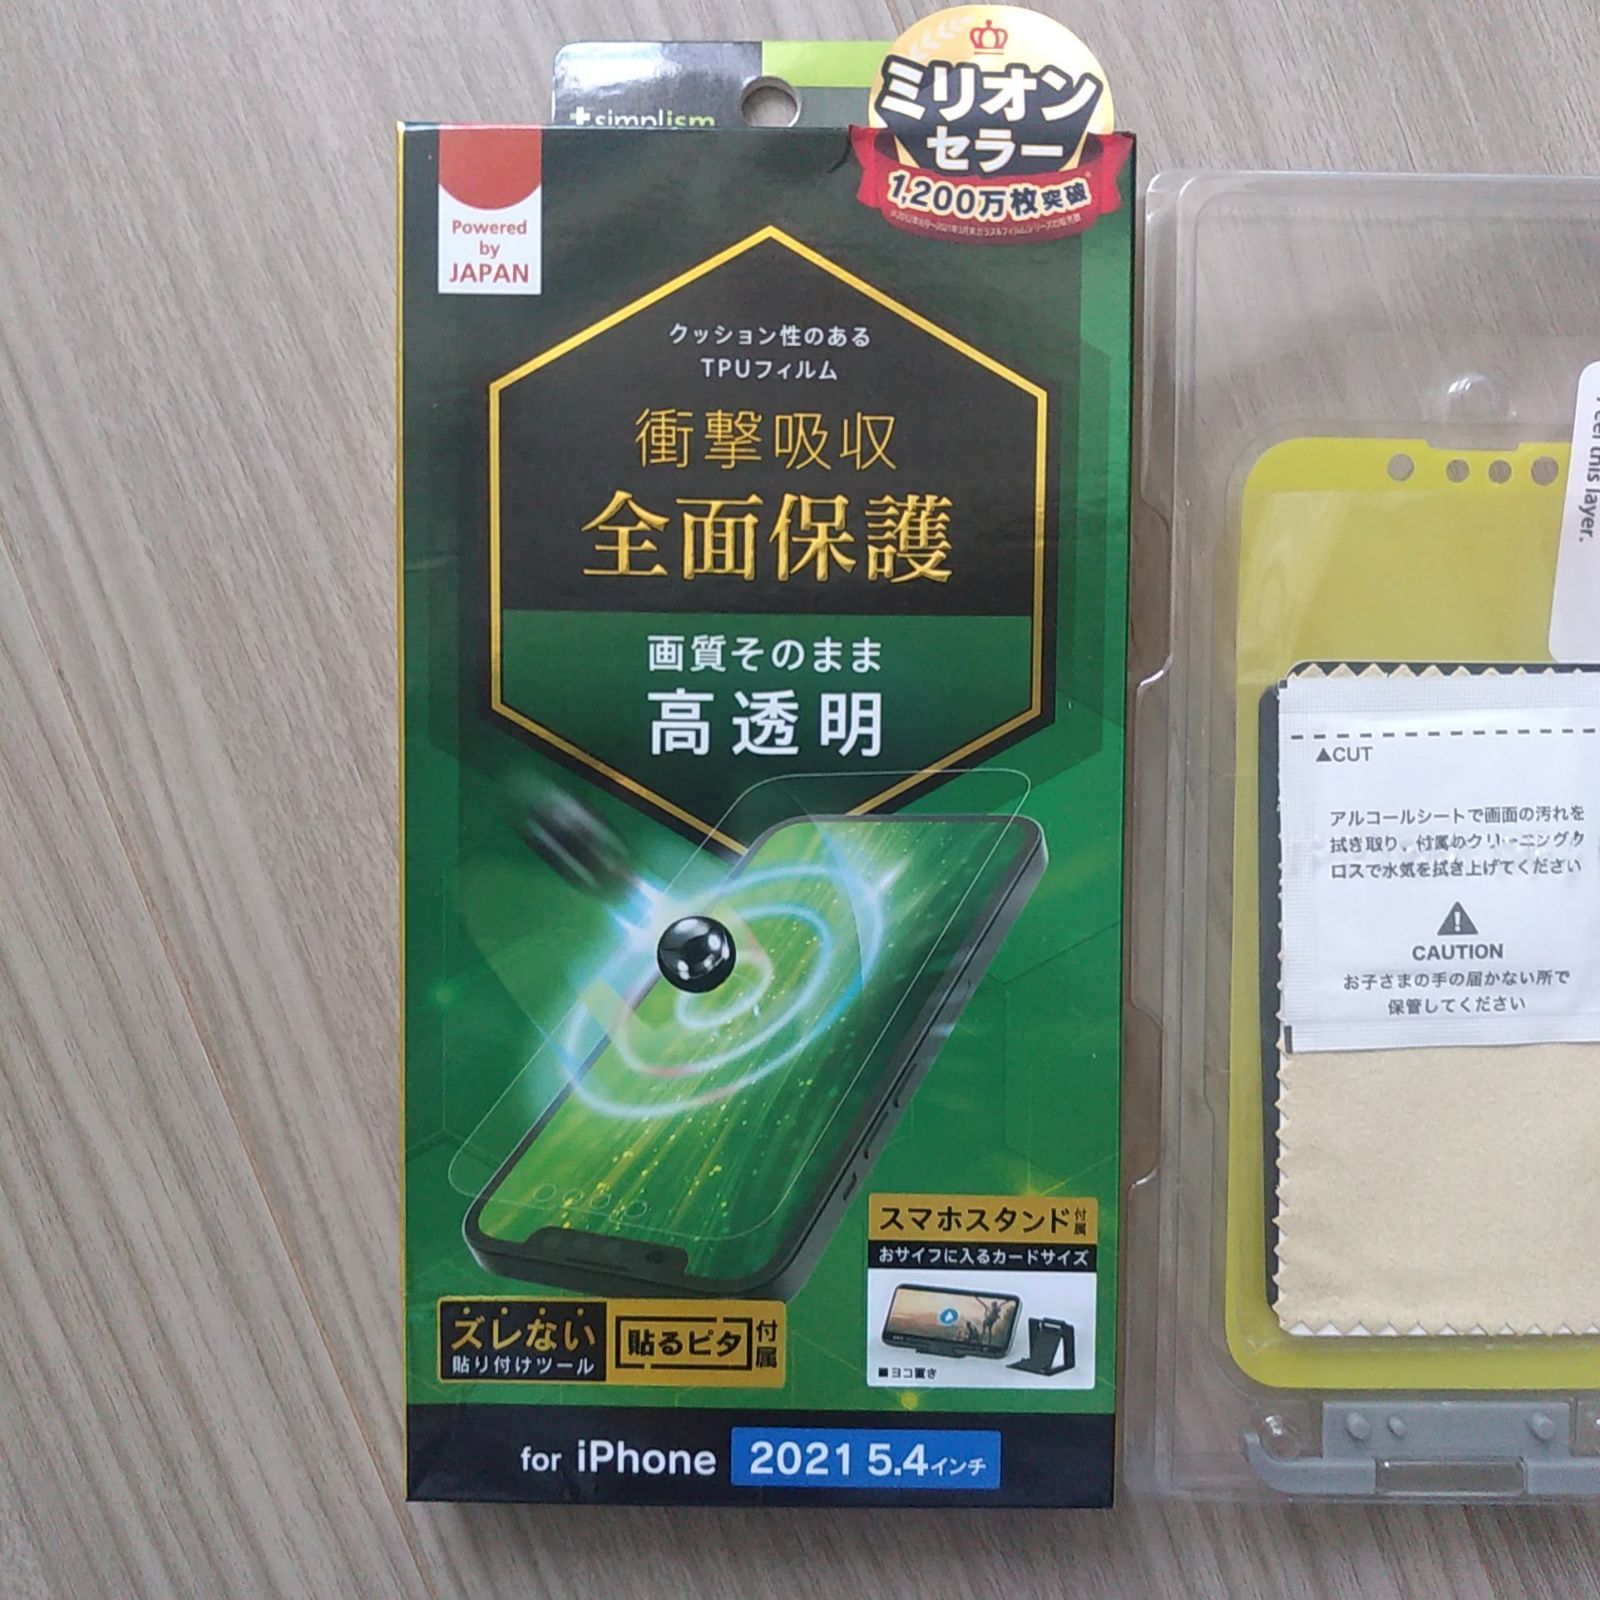 simplism
ミリオン
セラー
1,200万枚突破
Powered
by
JAPAN
クッション性のある
TPUフィルム
衝撃吸収
全面保護
画質そのまま
高透明
スマホスタンド付属
おサイフに入るカードサイズ
■ヨコ置き
ズレない
貼り付けツール
貼るピタ
付属
for iPhone 2021 5.4インチ
Peel this layer.
▲CUT
アルコールシートで画面の汚れを
拭き取り、付属のクリーニングク
ロスで水気を拭き上げてください
CAUTION
お子さまの手の届かない所で
保管してください